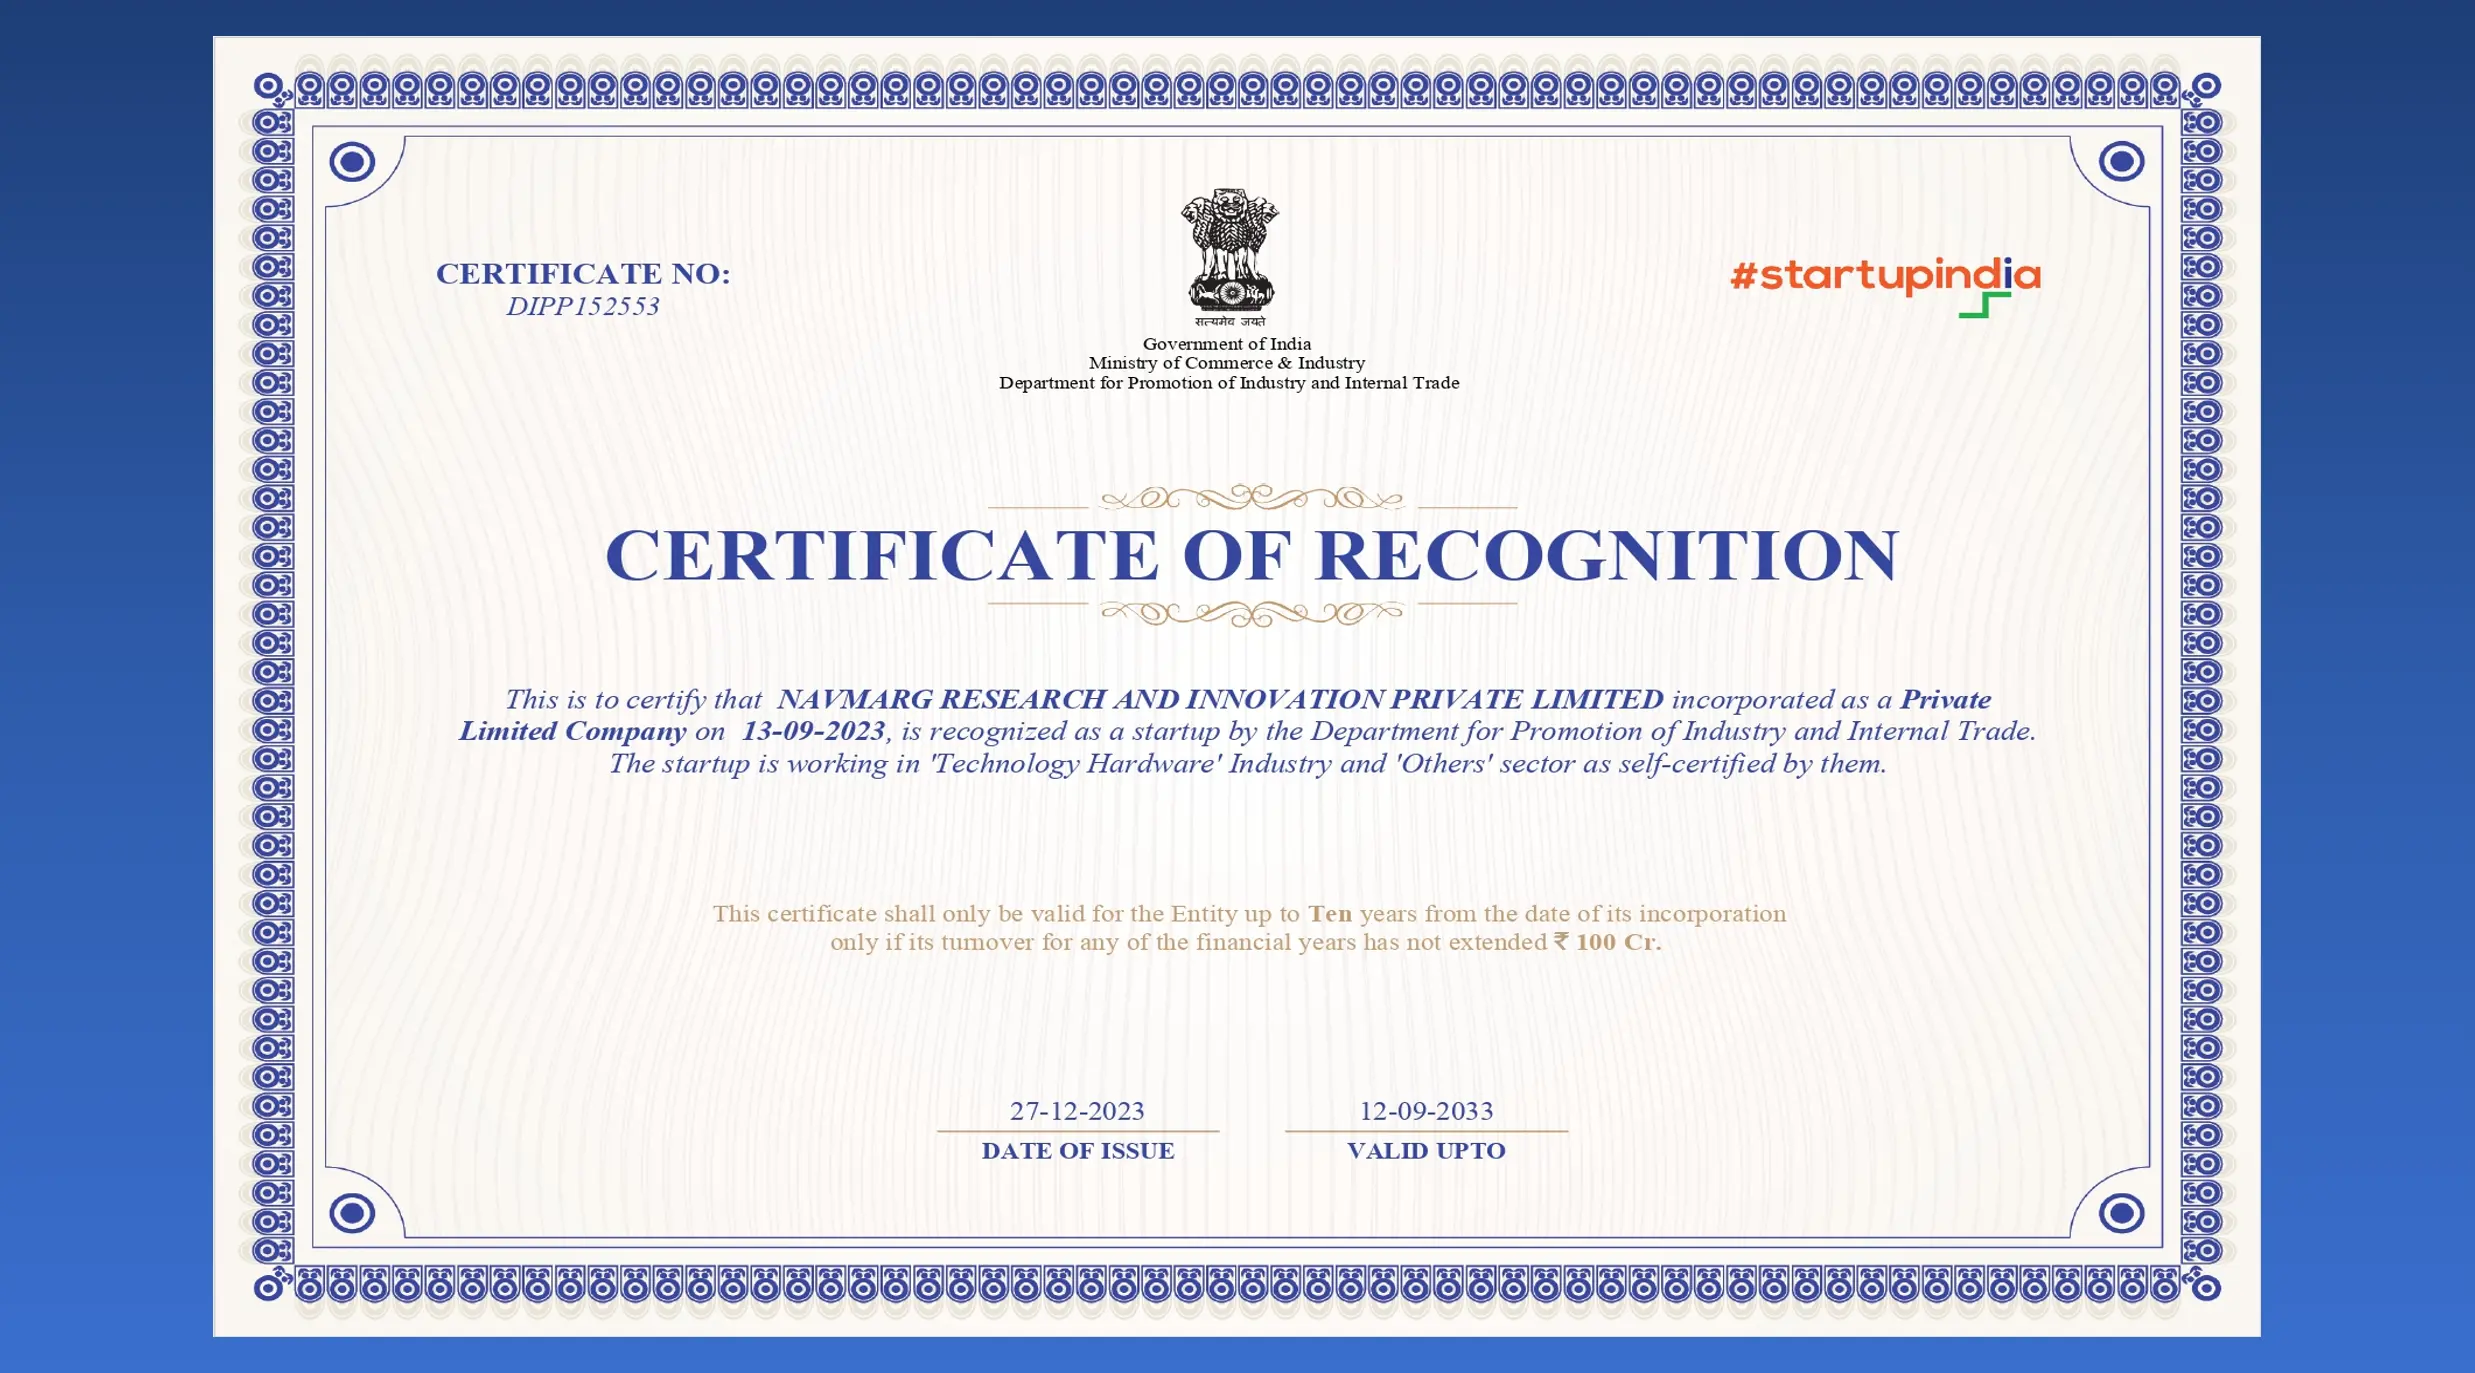 CERTIFICATE NO:
DIPP152553
सत्यमेव जयते
Government of India
Ministry of Commerce & Industry
Department for Promotion of Industry and Internal Trade
#startupindia
CERTIFICATE OF RECOGNITION
This is to certify that NAVMARG RESEARCH AND INNOVATION PRIVATE LIMITED incorporated as a Private
Limited Company on 13-09-2023, is recognized as a startup by the Department for Promotion of Industry and Internal Trade.
The startup is working in 'Technology Hardware' Industry and 'Others' sector as self-certified by them.
This certificate shall only be valid for the Entity up to Ten years from the date of its incorporation
only if its turnover for any of the financial years has not extended ₹ 100 Cr.
27-12-2023
DATE OF ISSUE
12-09-2033
VALID UPTO